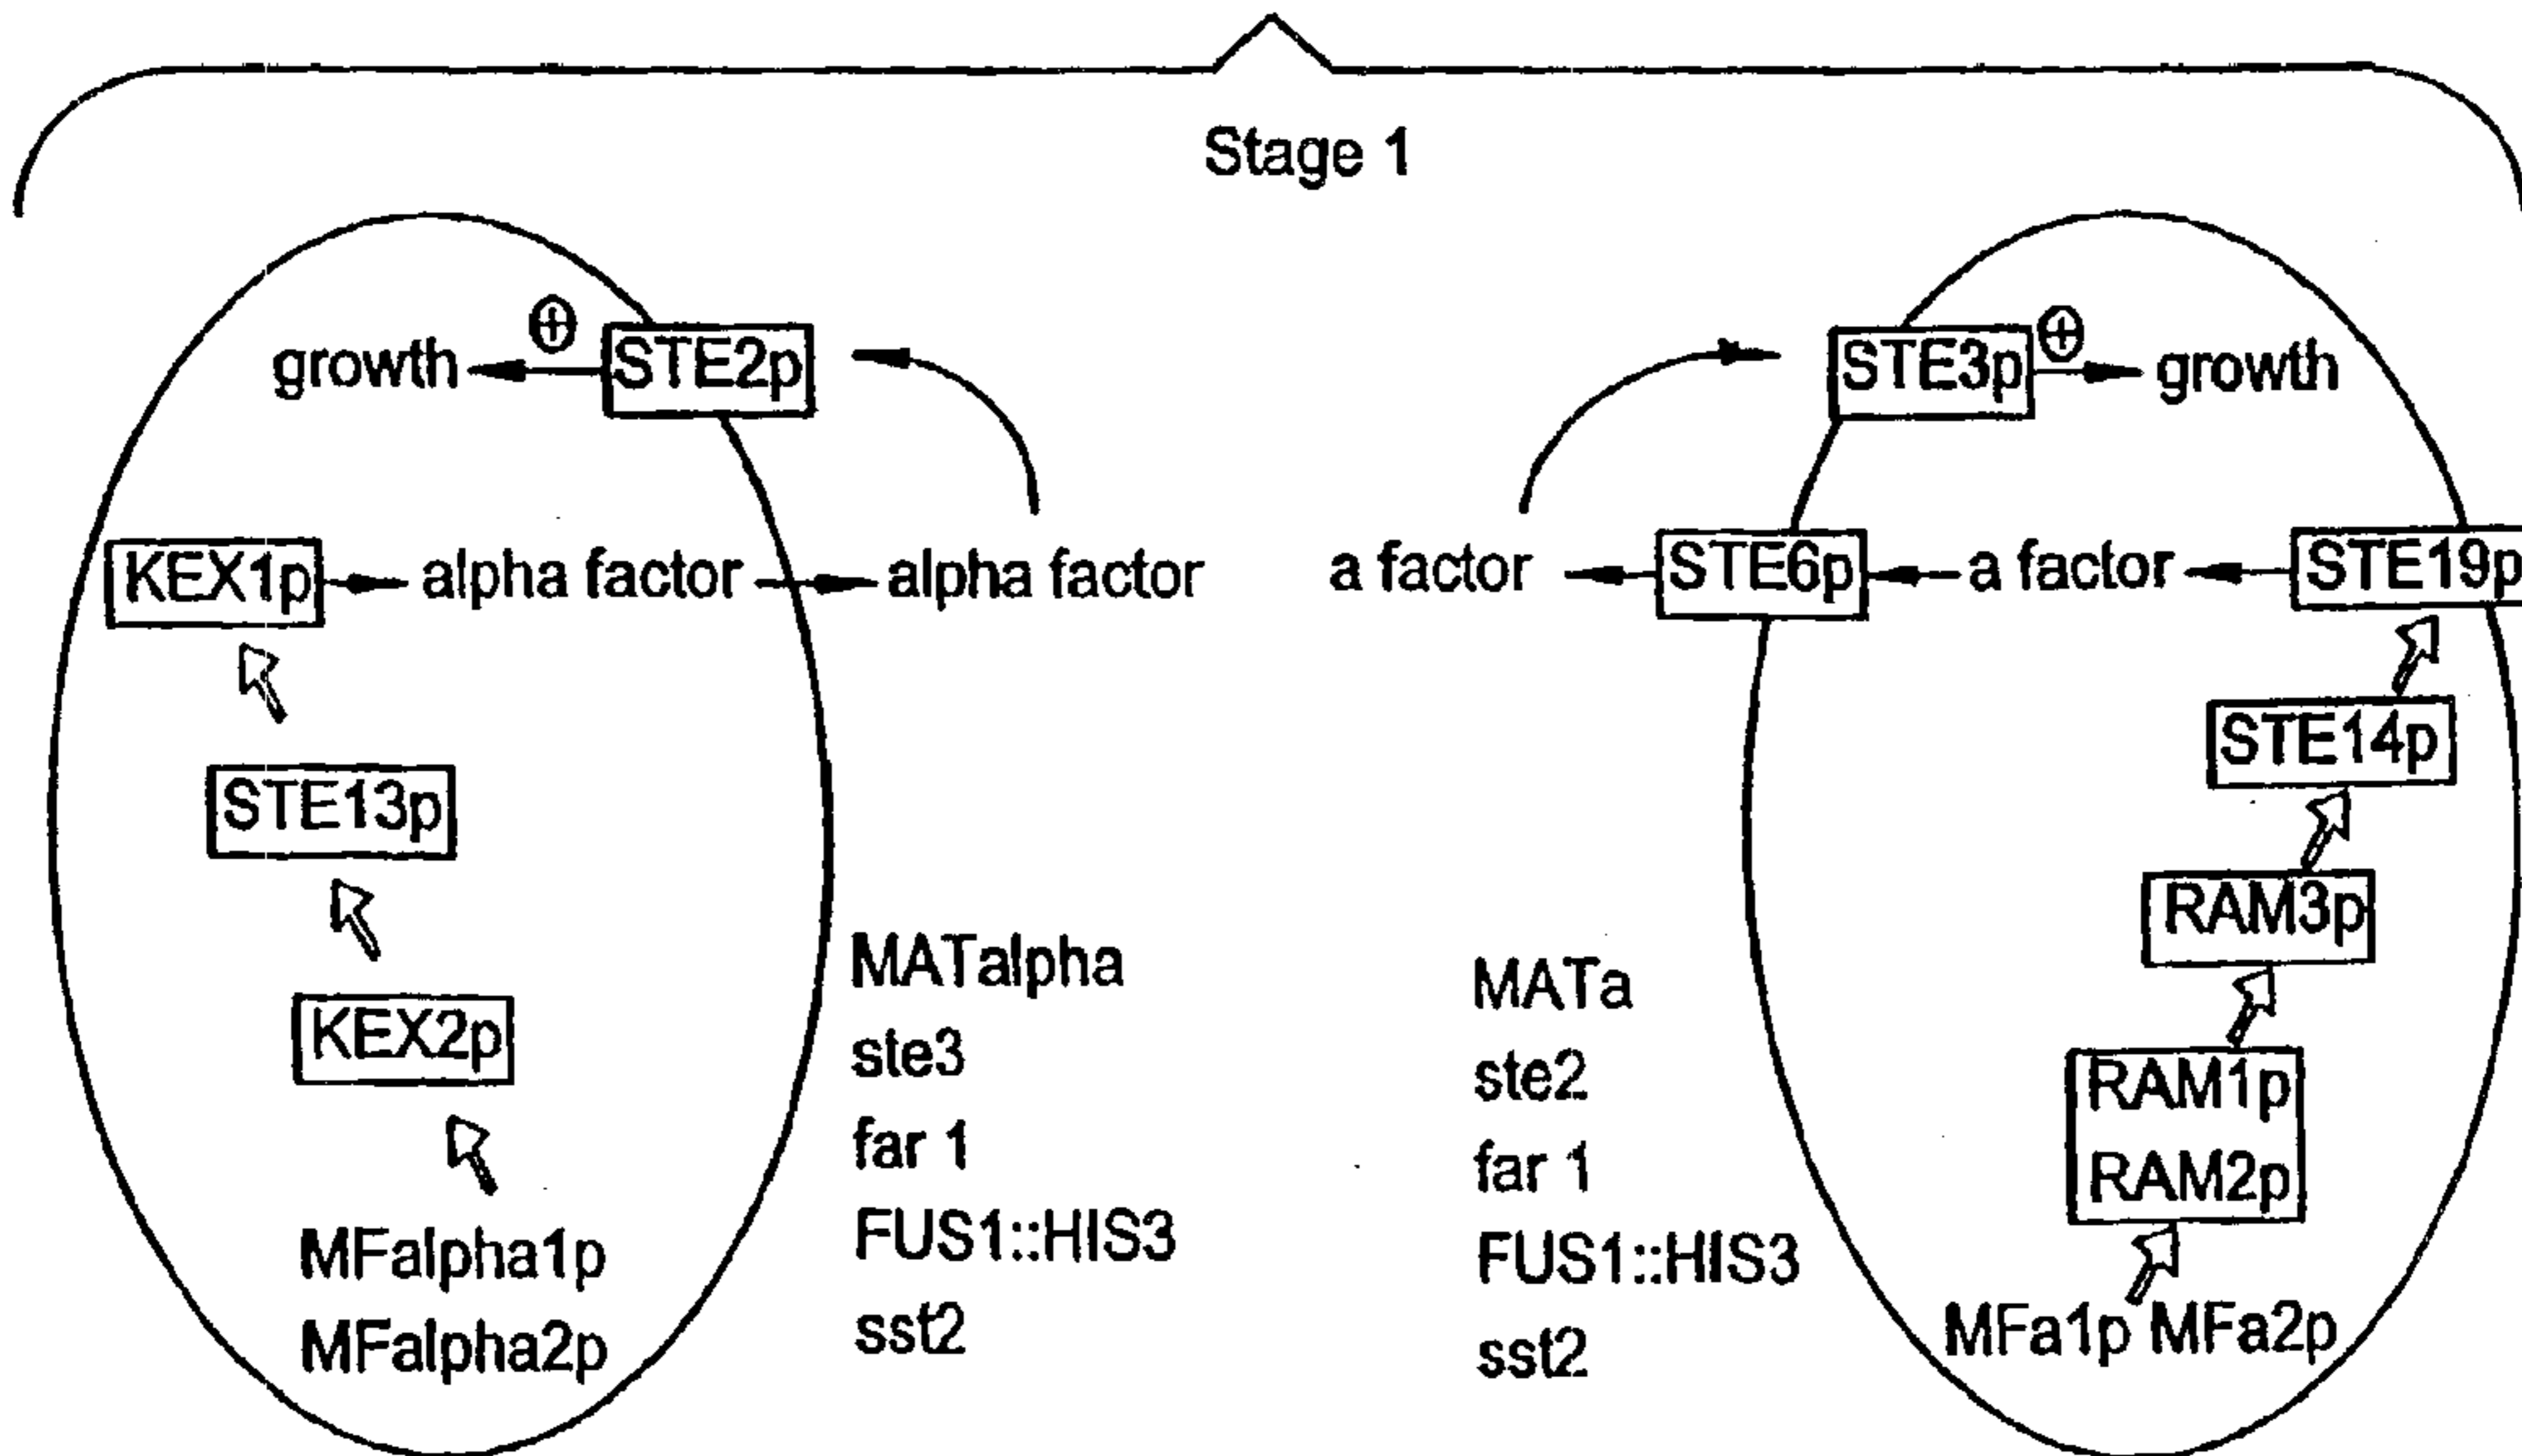 Stage 1
growth ⊕ STE2p
KEX1p alpha factor alpha factor
STE13p
KEX2p
MFalpha1p
MFalpha2p
MATalpha
ste3
far 1
FUS1::HIS3
sst2
STE3p ⊕ growth
a factor STE6p a factor STE19p
STE14p
RAM3p
RAM1p
RAM2p
MFa1p MFa2p
MATa
ste2
far 1
FUS1::HIS3
sst2